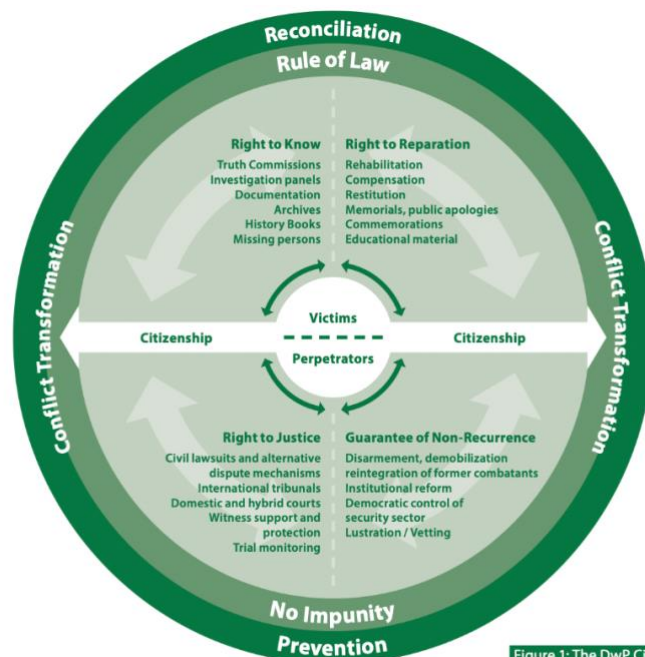 Reconciliation
Rule of Law
Right to Know
Truth Commissions
Investigation panels
Documentation
Archives
History Books
Missing persons
Right to Reparation
Rehabilitation
Compensation
Restitution
Memorials, public apologies
Commemorations
Educational material
Conflict Transformation
Citizenship
Victims
Perpetrators
Citizenship
Conflict Transformation
Right to Justice
Civil lawsuits and alternative
dispute mechanisms
International tribunals
Domestic and hybrid courts
Witness support and
protection
Trial monitoring
Guarantee of Non-Recurrence
Disarmement, demobilization
reintegration of former combatants
Institutional reform
Democratic control of
security sector
Lustration / Vetting
No Impunity
Prevention
Figure 1: The DwP